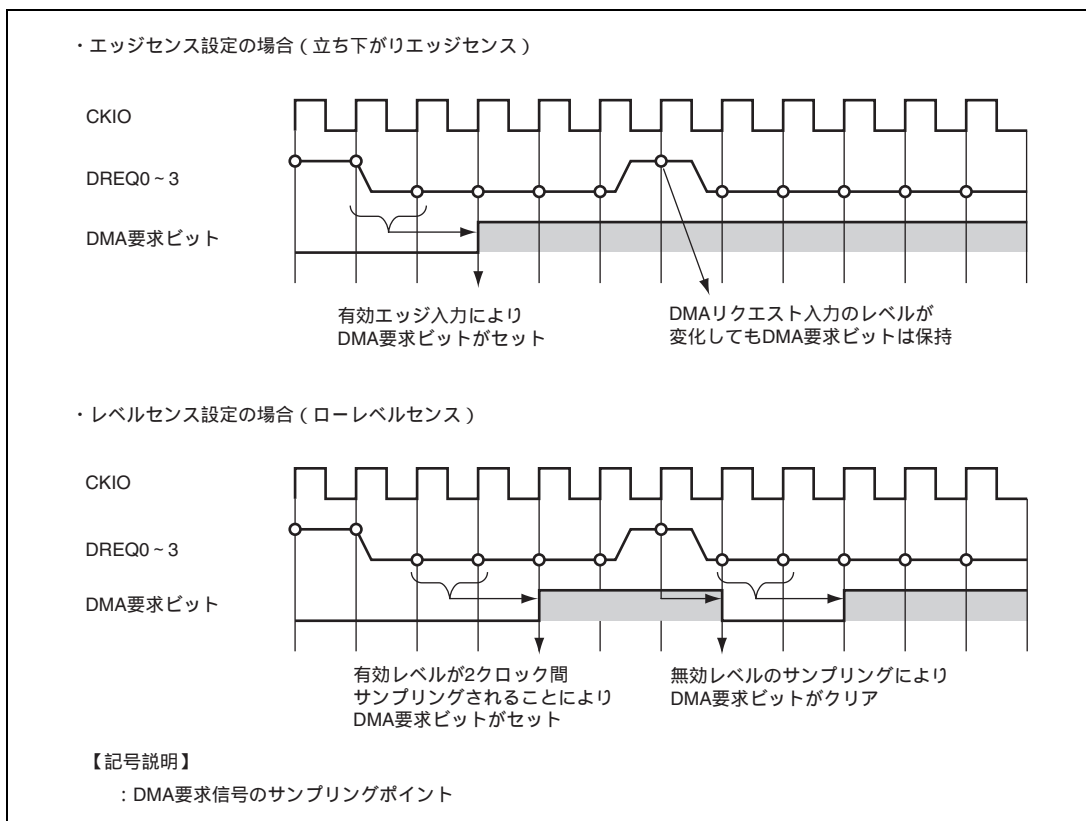 ・エッジセンス設定の場合（立ち下がりエッジセンス）
CKIO
DREQ0~3
DMA要求ビット
有効エッジ入力により
DMA要求ビットがセット
DMAリクエスト入力のレベルが
変化してもDMA要求ビットは保持
・レベルセンス設定の場合（ローレベルセンス）
CKIO
DREQ0~3
DMA要求ビット
有効レベルが2クロック間
サンプリングされることにより
DMA要求ビットがセット
無効レベルのサンプリングにより
DMA要求ビットがクリア
【記号説明】
：DMA要求信号のサンプリングポイント